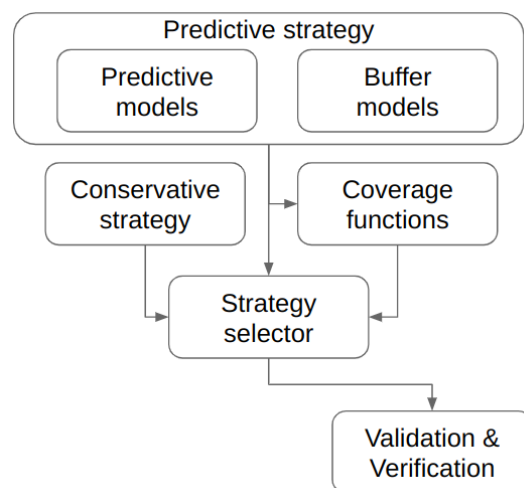 Predictive strategy
Predictive
models
Buffer
models
Conservative
strategy
Coverage
functions
Strategy
selector
Validation &
Verification